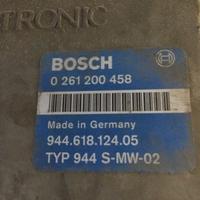 TRONIC
BOSCH
0 261 200 458
Made in Germany
944.618.124.05
TYP 944 S-MW-02